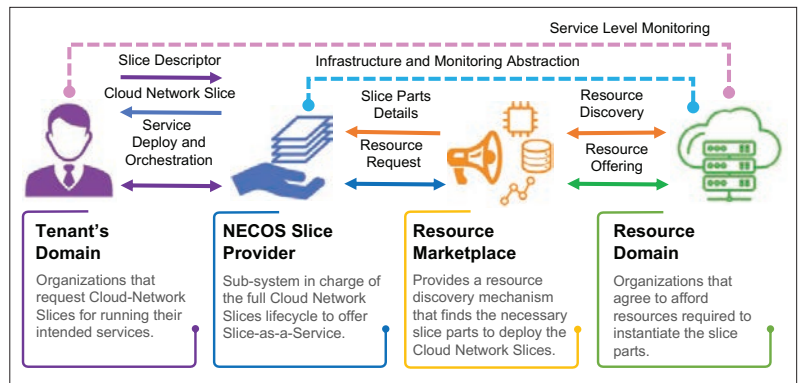 Service Level Monitoring
Slice Descriptor
Infrastructure and Monitoring Abstraction
Cloud Network Slice
Service
Deploy and
Orchestration
Slice Parts
Details
Resource
Request
Resource
Discovery
Resource
Offering
Tenant's
Domain
Organizations that
request Cloud-Network
Slices for running their
intended services.
NECOS Slice
Provider
Sub-system in charge of
the full Cloud Network
Slices lifecycle to offer
Slice-as-a-Service.
Resource
Marketplace
Provides a resource
discovery mechanism
that finds the necessary
slice parts to deploy the
Cloud Network Slices.
Resource
Domain
Organizations that
agree to afford
resources required to
instantiate the slice
parts.